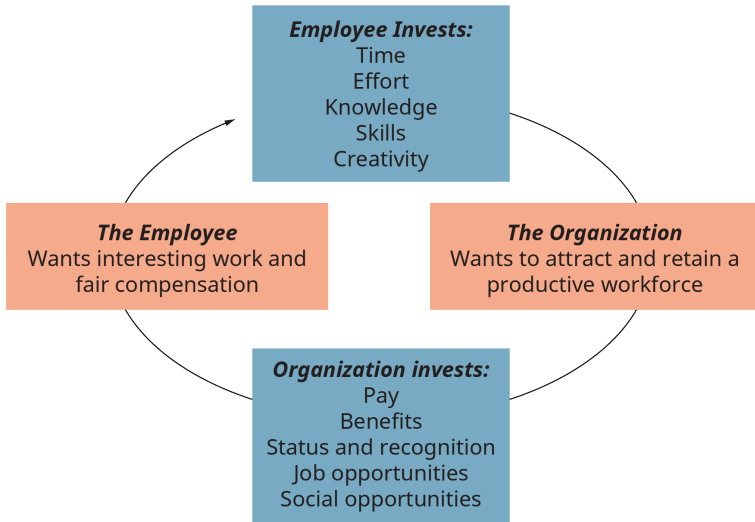 Employee Invests:
Time
Effort
Knowledge
Skills
Creativity
The Employee
Wants interesting work and
fair compensation
The Organization
Wants to attract and retain a
productive workforce
Organization invests:
Pay
Benefits
Status and recognition
Job opportunities
Social opportunities